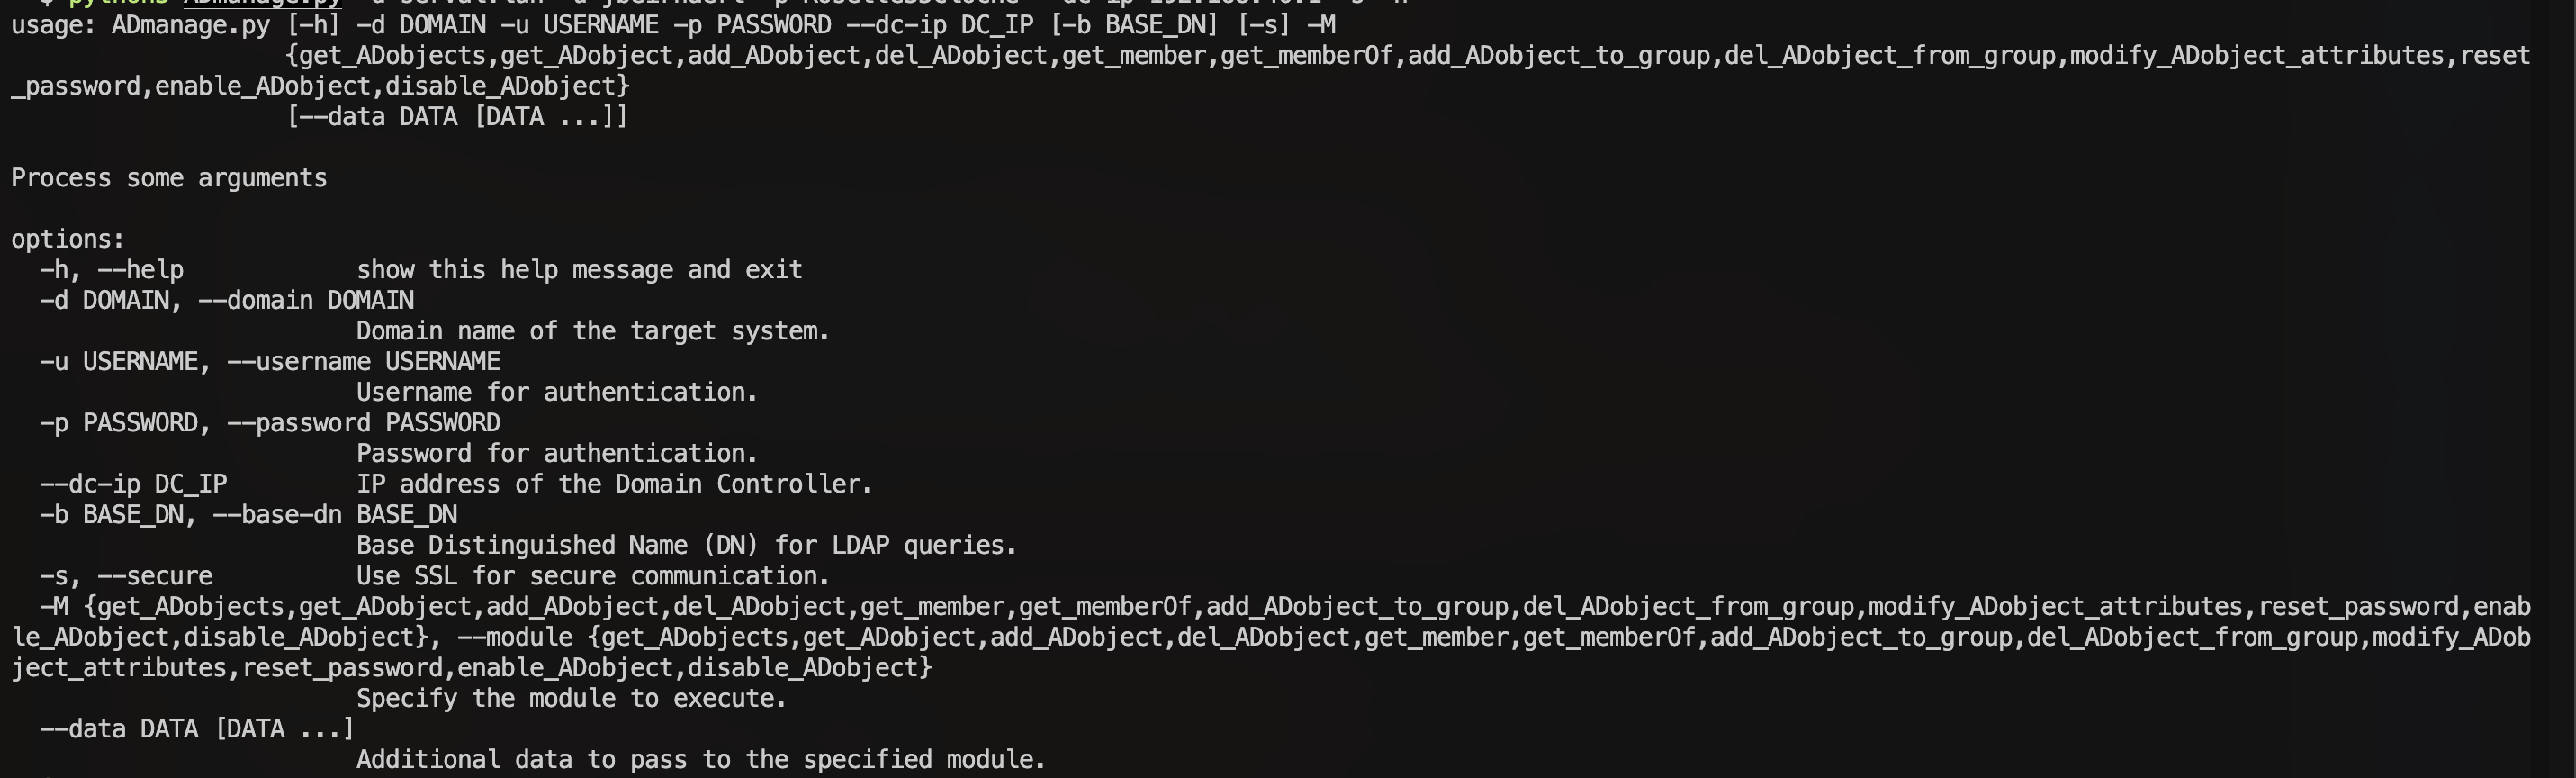 usage: ADmanage.py [-h] -d DOMAIN -u USERNAME -p PASSWORD --dc-ip DC_IP [-b BASE_DN] [-s] -M
{get_ADobjects,get_ADobject,add_ADobject,del_ADobject,get_member,get_memberOf,add_ADobject_to_group,del_ADobject_from_group,modify_ADobject_attributes,reset
_password,enable_ADobject,disable_ADobject}
[--data DATA [DATA ...]]
Process some arguments
options:
-h, --help show this help message and exit
-d DOMAIN, --domain DOMAIN
Domain name of the target system.
-u USERNAME, --username USERNAME
Username for authentication.
-p PASSWORD, --password PASSWORD
Password for authentication.
--dc-ip DC_IP IP address of the Domain Controller.
-b BASE_DN, --base-dn BASE_DN
Base Distinguished Name (DN) for LDAP queries.
-s, --secure Use SSL for secure communication.
-M {get_ADobjects,get_ADobject,add_ADobject,del_ADobject,get_member,get_memberOf,add_ADobject_to_group,del_ADobject_from_group,modify_ADobject_attributes,reset_password,enab
le_ADobject,disable_ADobject}, --module {get_ADobjects,get_ADobject,add_ADobject,del_ADobject,get_member,get_memberOf,add_ADobject_to_group,del_ADobject_from_group,modify_ADob
ject_attributes,reset_password,enable_ADobject,disable_ADobject}
Specify the module to execute.
--data DATA [DATA ...]
Additional data to pass to the specified module.